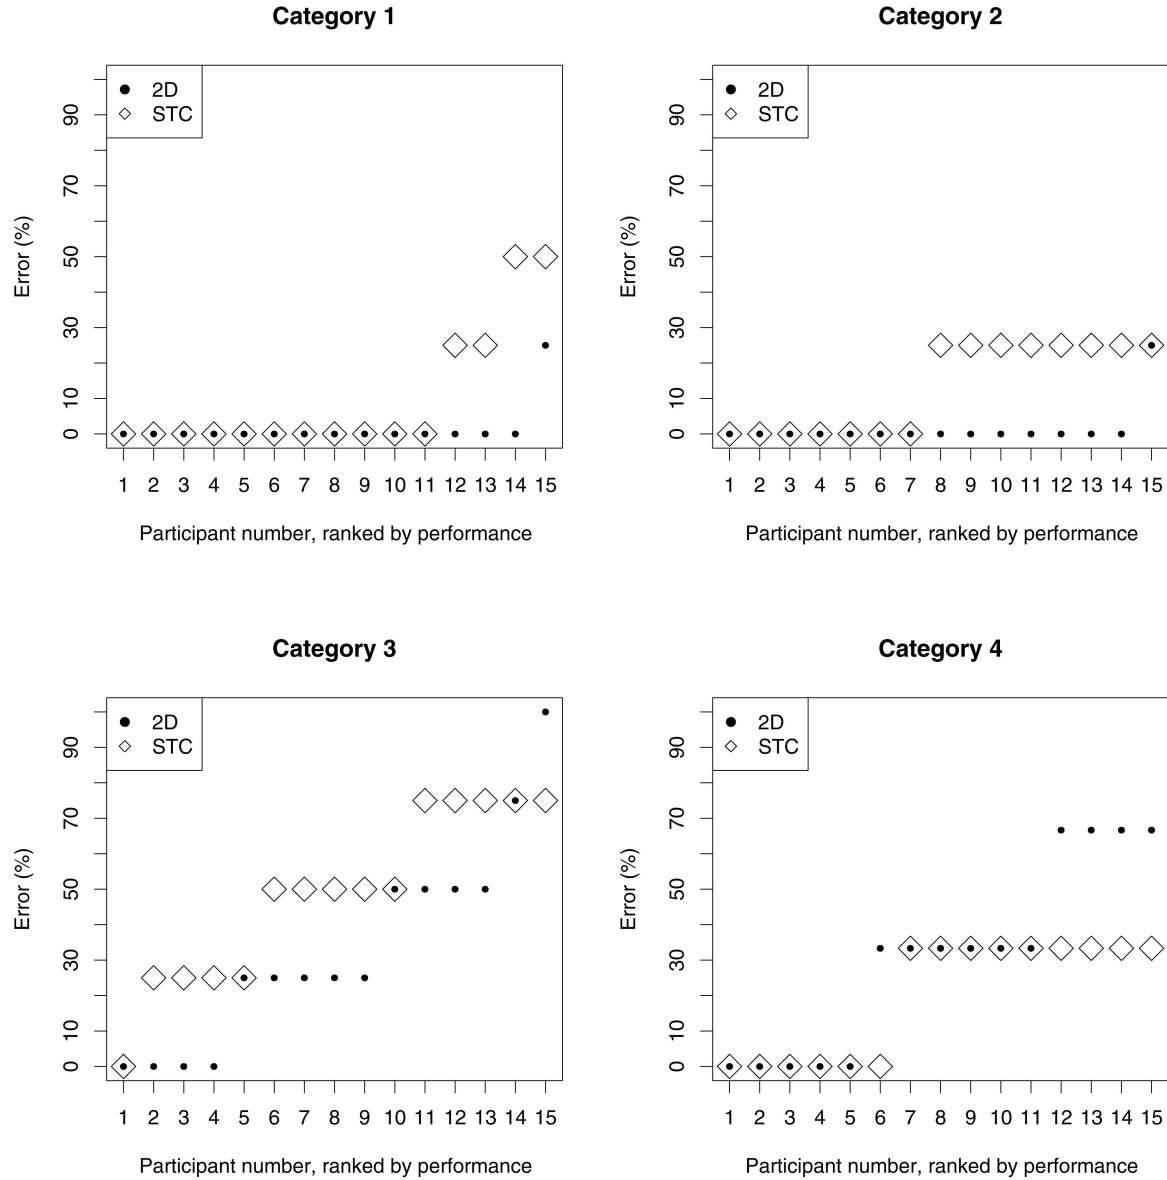 Category 1
2D
STC
Error (%)
0 10 30 50 70 90
1 2 3 4 5 6 7 8 9 10 11 12 13 14 15
Participant number, ranked by performance
Category 2
2D
STC
Error (%)
0 10 30 50 70 90
1 2 3 4 5 6 7 8 9 10 11 12 13 14 15
Participant number, ranked by performance
Category 3
2D
STC
Error (%)
0 10 30 50 70 90
1 2 3 4 5 6 7 8 9 10 11 12 13 14 15
Participant number, ranked by performance
Category 4
2D
STC
Error (%)
0 10 30 50 70 90
1 2 3 4 5 6 7 8 9 10 11 12 13 14 15
Participant number, ranked by performance